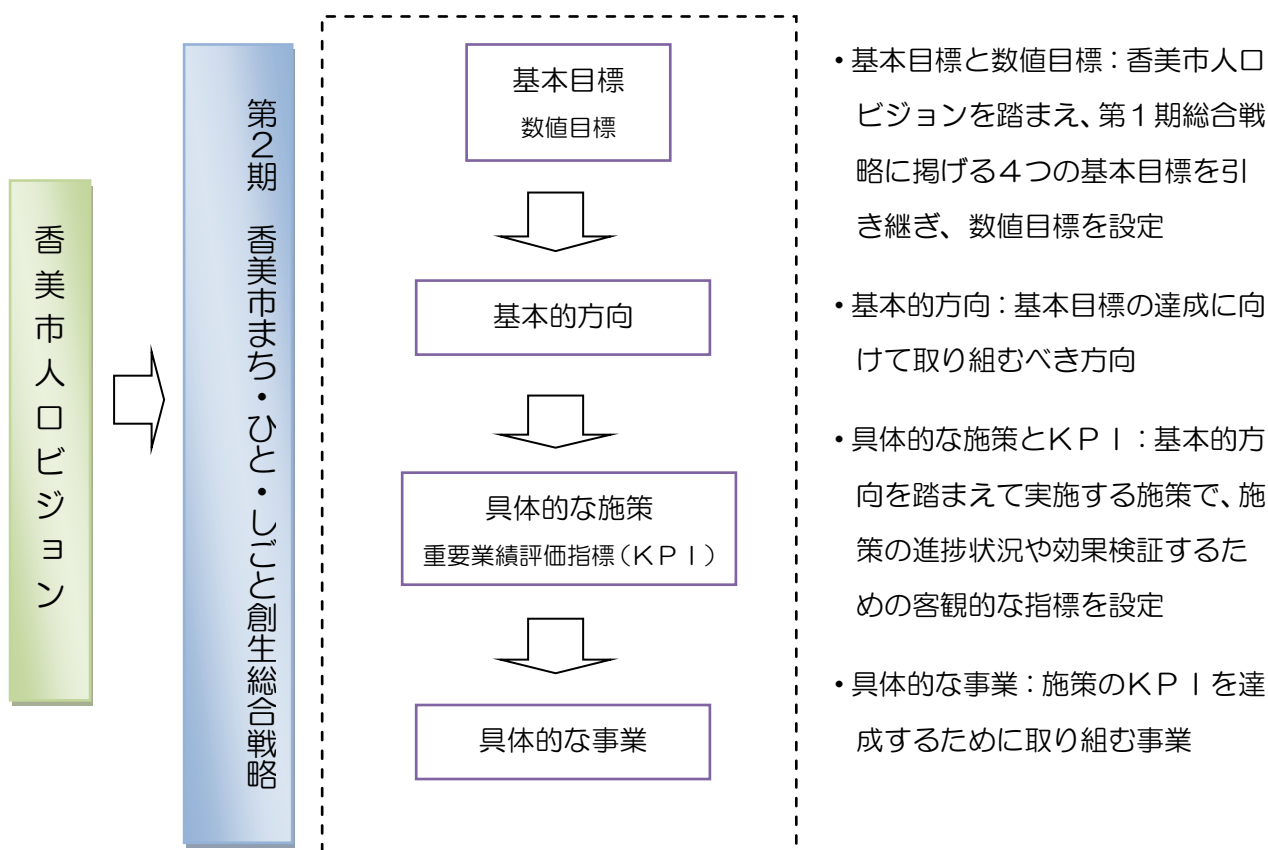 香美市人口ビジョン
第２期　香美市まち・ひと・しごと創生総合戦略
基本目標
数値目標
基本的方向
具体的な施策
重要業績評価指標（ＫＰＩ）
具体的な事業
・基本目標と数値目標：香美市人口
ビジョンを踏まえ、第１期総合戦
略に掲げる４つの基本目標を引
き継ぎ、数値目標を設定
・基本的方向：基本目標の達成に向
けて取り組むべき方向
・具体的な施策とＫＰＩ：基本的方
向を踏まえて実施する施策で、施
策の進捗状況や効果検証するた
めの客観的な指標を設定
・具体的な事業：施策のＫＰＩを達
成するために取り組む事業